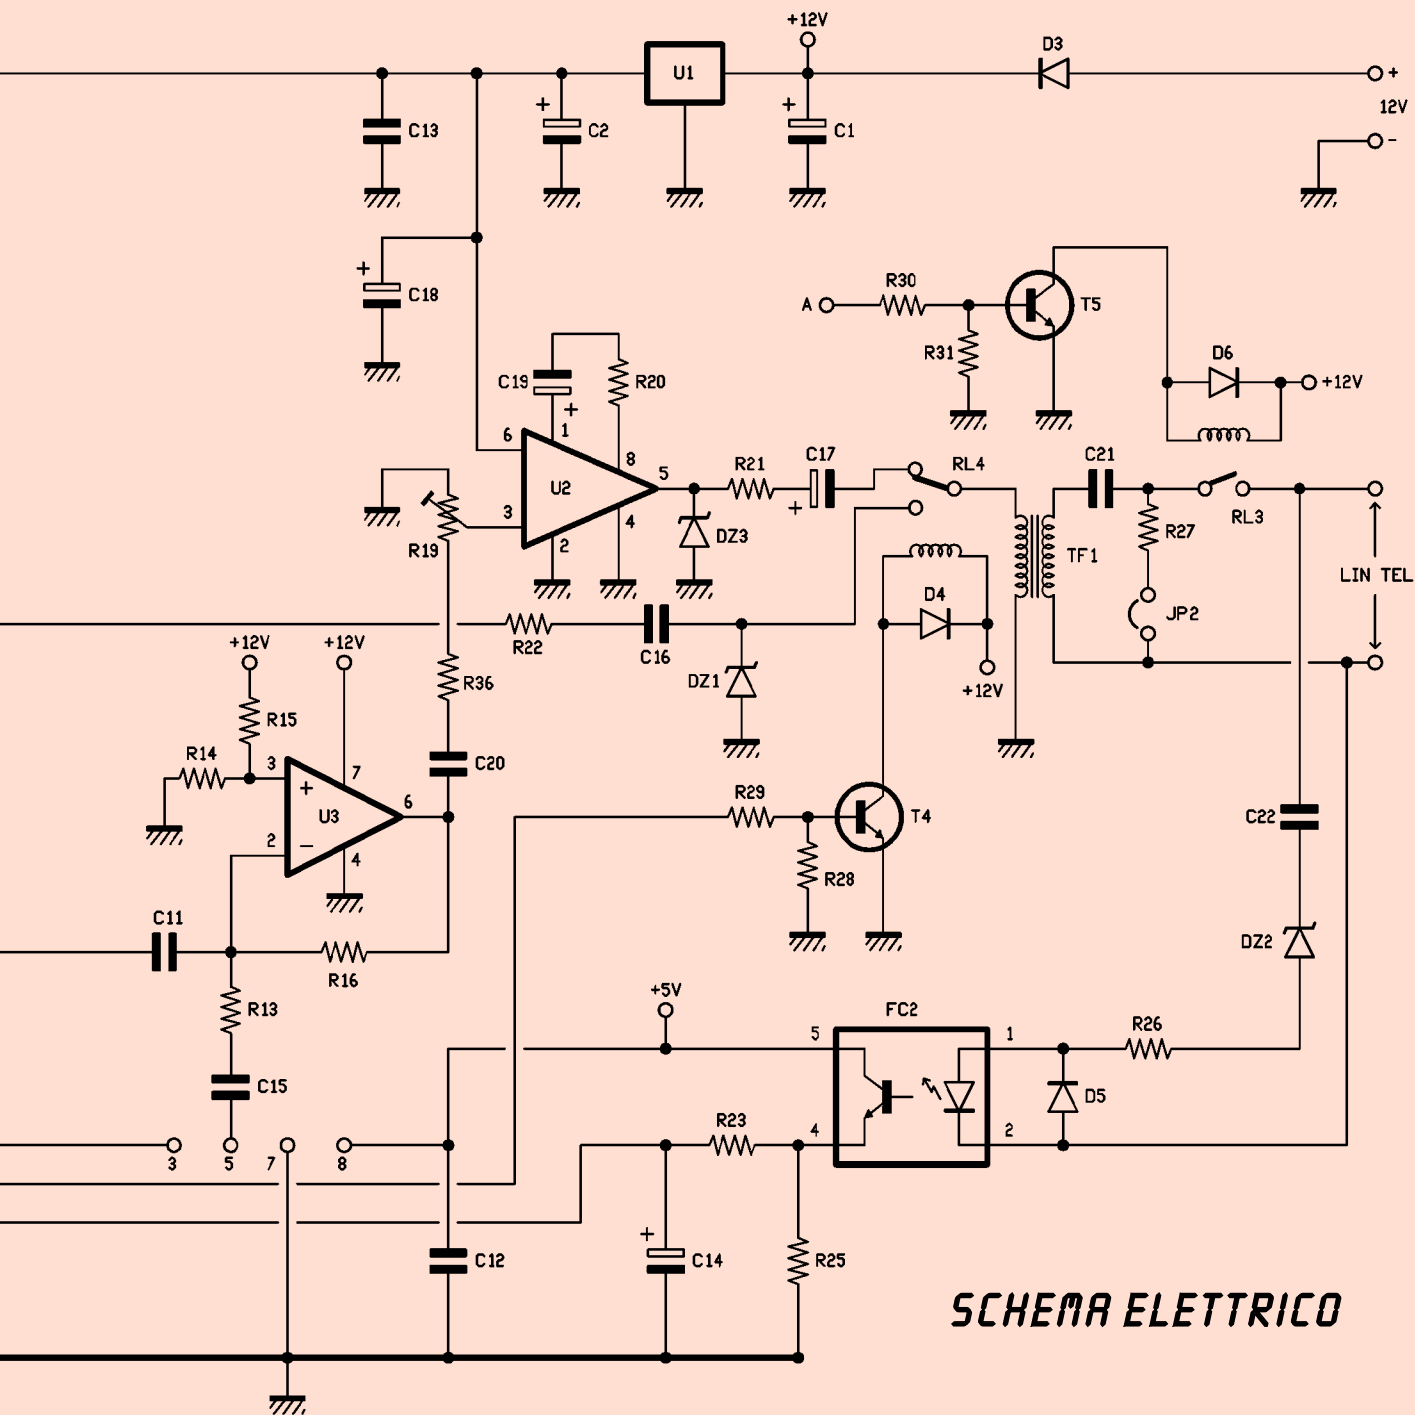 +12V
D3
U1
+
12V
-
+
C13
C2
+
C1
+
C18
A
R30
T5
R31
D6
+12V
C19
+
R20
6
1
8
5
U2
3
4
2
R21
C17
+
RL4
C21
RL3
R19
DZ3
D4
TF1
R27
LIN TEL
JP2
+12V
+12V
R22
C16
DZ1
+12V
R36
R15
R14
3
7
C20
+
U3
6
2
-
4
R29
T4
C22
R28
C11
DZ2
R16
R13
+5V
FC2
5
1
R26
C15
D5
R23
4
2
3
5
7
8
+
C12
C14
R25
SCHEMA ELETTRICO